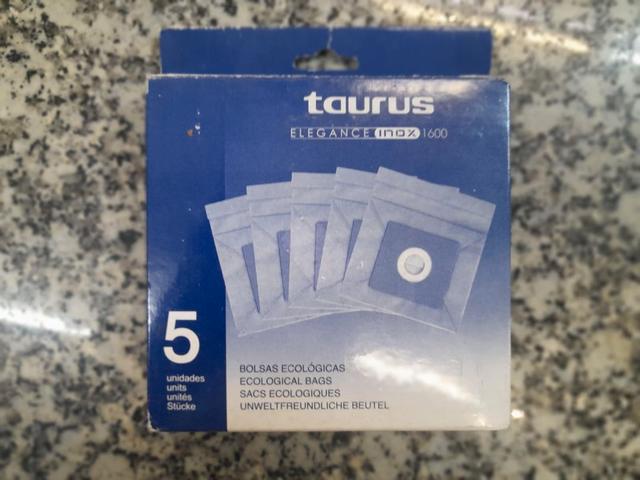 taurus
ELEGANCE inox 1600
5
unidades
units
unités
Stücke
BOLSAS ECOLÓGICAS
ECOLOGICAL BAGS
SACS ECOLOGIQUES
UNWELTFREUNDLICHE BEUTEL